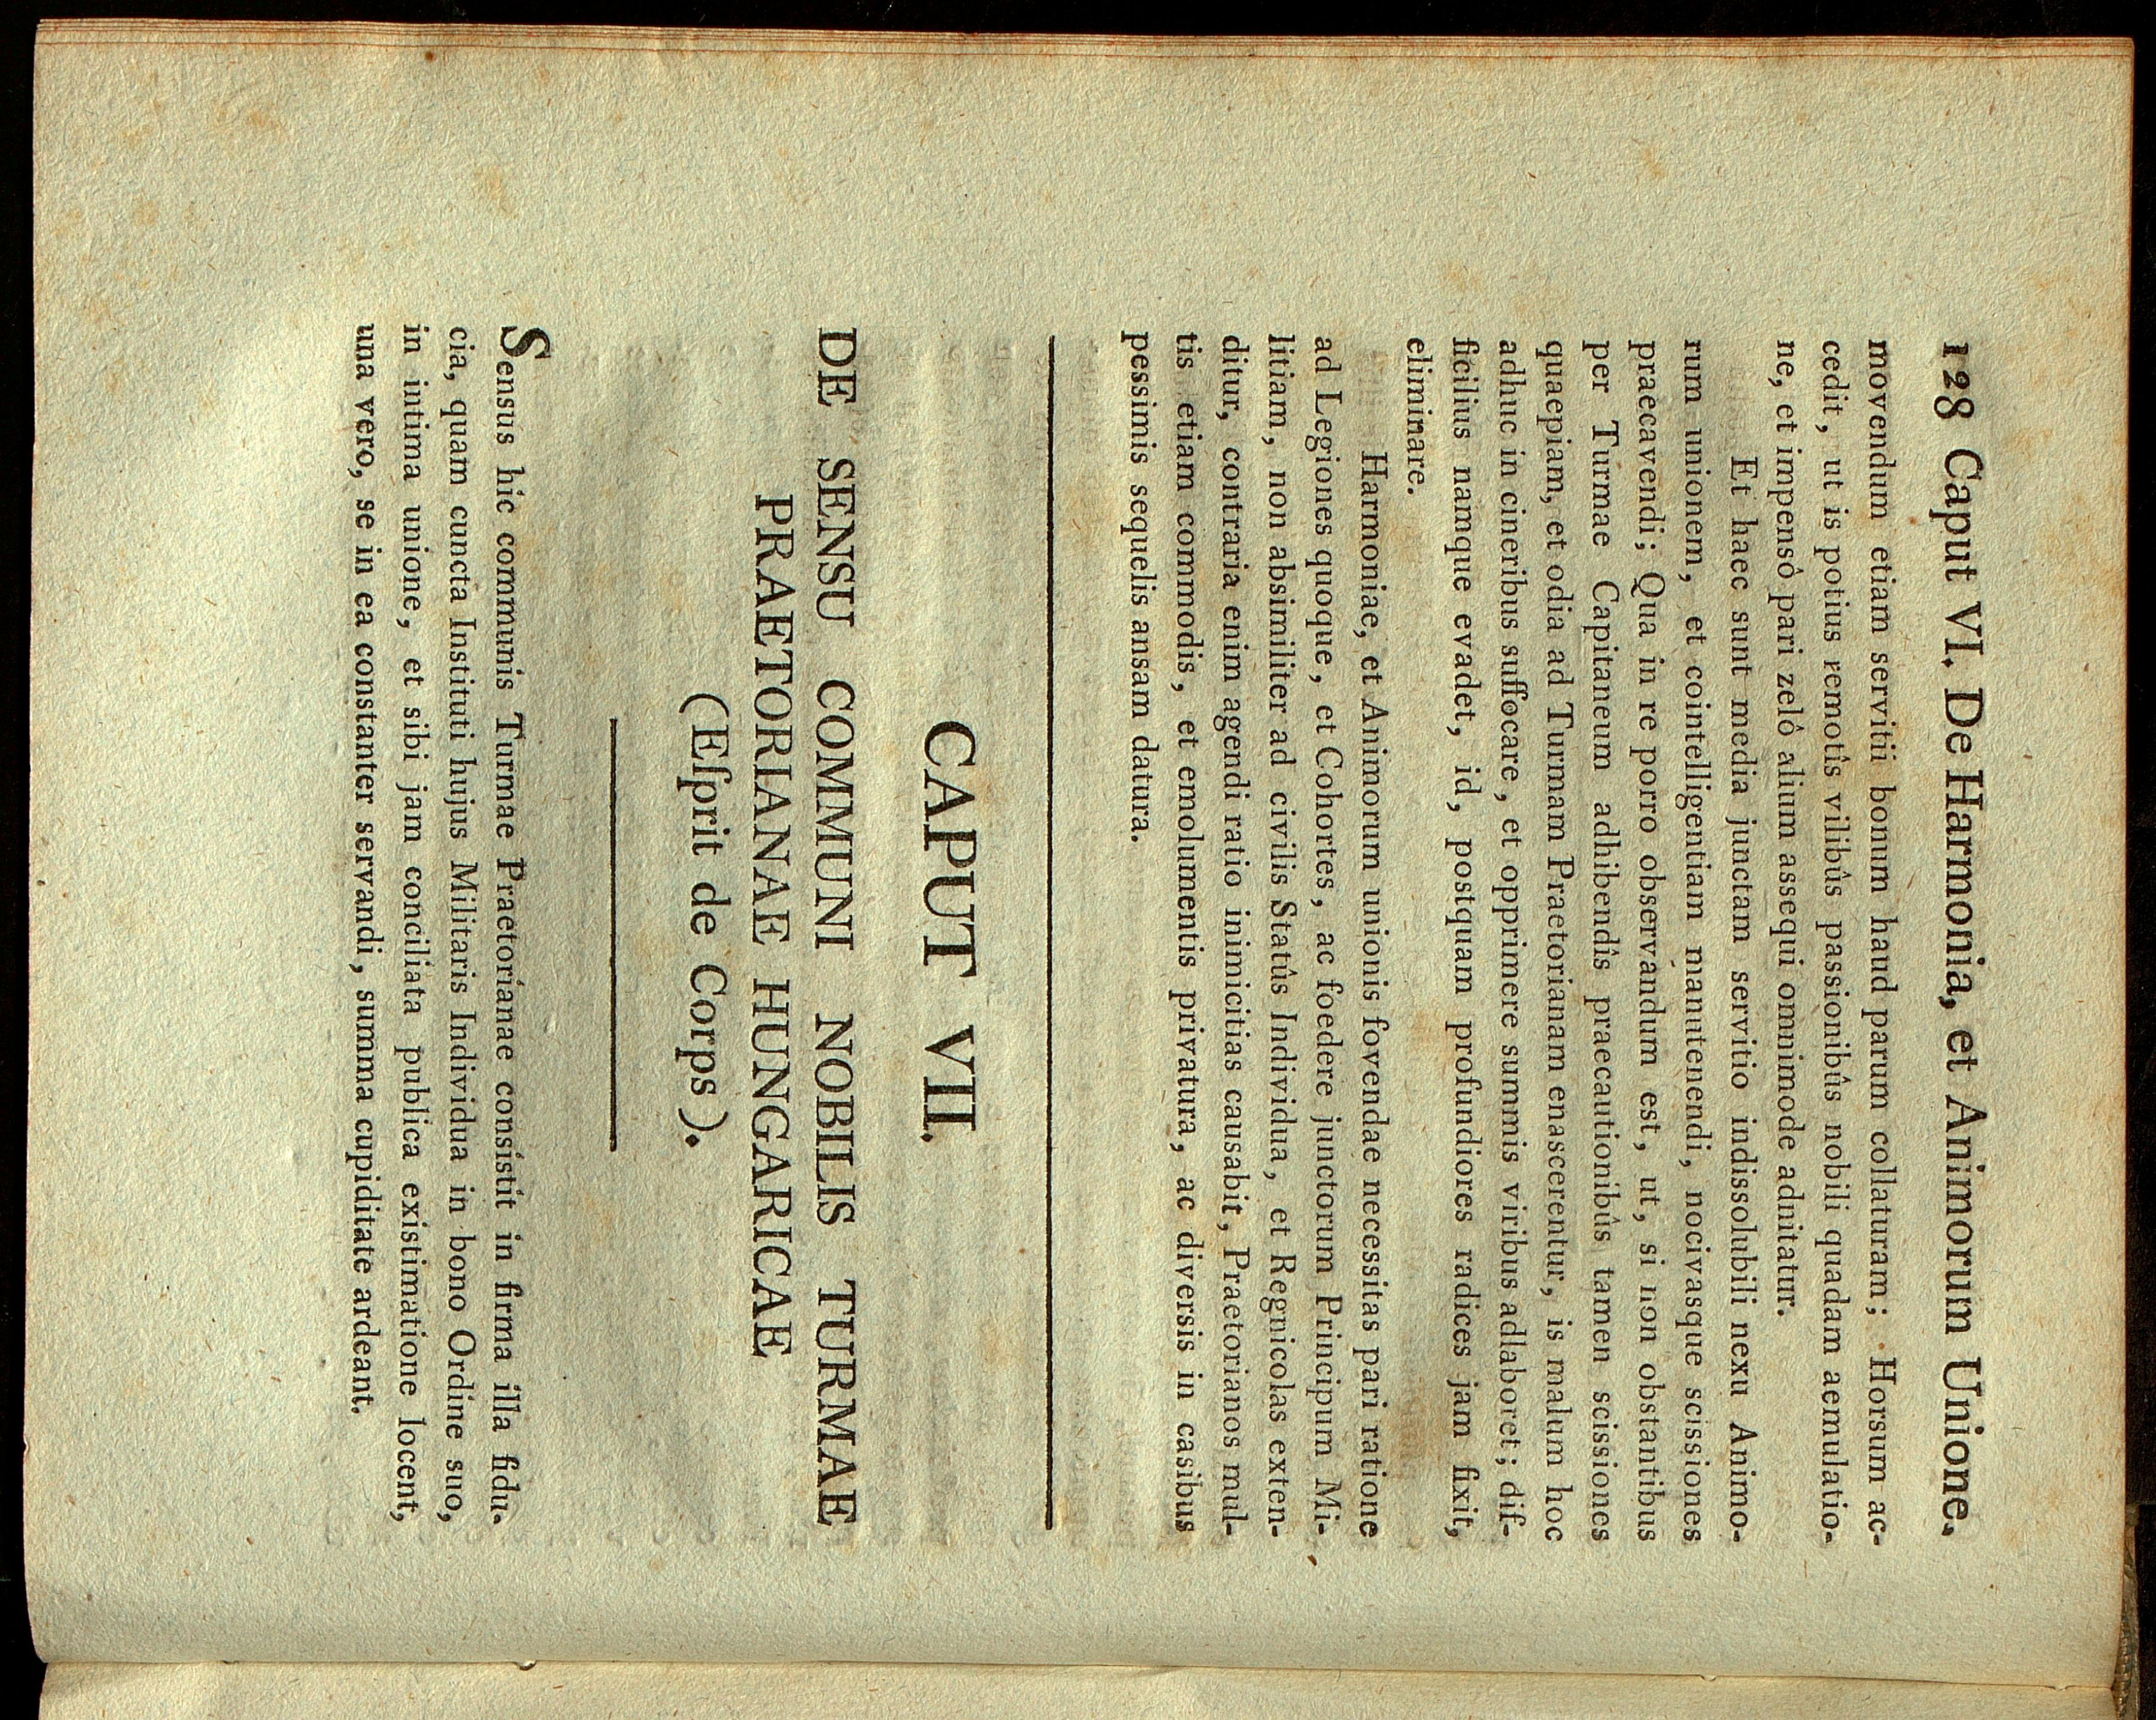 128 Caput VI. De Harmonia, et Animorum Unione.
movendum etiam servitii bonum haud parum collaturam; Horsum ac-
cedit, ut is potius remotîs vilibûs passionibûs nobili quadam aemulatio-
ne, et impensô pari zelô alium assequi omnimode adnitatur.
Et haec sunt media junctam servitio indissolubili nexu Animo-
rum unionem, et cointelligentiam manutenendi, nocivasque scissiones
praecavendi; Qua in re porro observandum est, ut, si non obstantibus
per Turmae Capitaneum adhibendîs praecautionibûs tamen scissiones
quaepiam, et odia ad Turmam Praetorianam enascerentur, is malum hoc
adhuc in cineribus suffocare, et opprimere summis viribus adlaboret; dif-
ficilius namque evadet, id, postquam profundiores radices jam fixit,
eliminare.
Harmoniae, et Animorum unionis fovendae necessitas pari ratione
ad Legiones quoque, et Cohortes, ac foedere junctorum Principum Mi-
litiam, non absimiliter ad civilis Statûs Individua, et Regnicolas exten-
ditur, contraria enim agendi ratio inimicitias causabit, Praetorianos mul-
tis etiam commodis, et emolumentis privatura, ac diversis in casibus
pessimis sequelis ansam datura.
CAPUT VII.
DE SENSU COMMUNI NOBILIS TURMAE
PRAETORIANAE HUNGARICAE
(Eſprit de Corps).
Sensus hic communis Turmae Praetorianae consistit in firma illa fidu-
cia, quam cuncta Instituti hujus Militaris Individua in bono Ordine suo,
in intima unione, et sibi jam conciliata publica existimatione locent,
una vero, se in ea constanter servandi, summa cupiditate ardeant.